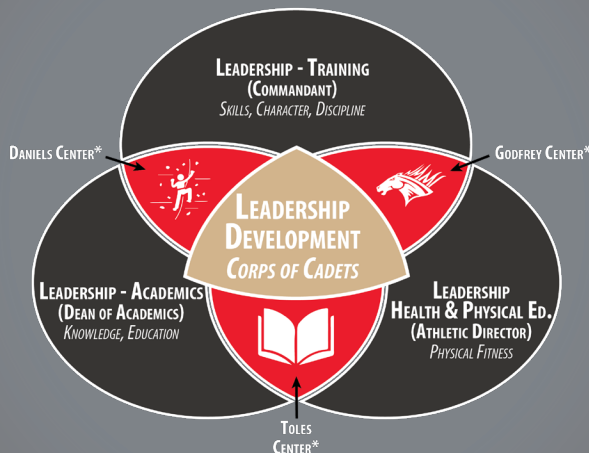 Leadership - Training
(Commandant)
Skills, Character, Discipline
Daniels Center*
Godfrey Center*
Leadership
Development
Corps of Cadets
Leadership - Academics
(Dean of Academics)
Knowledge, Education
Leadership
Health & Physical Ed.
(Athletic Director)
Physical Fitness
Toles
Center*